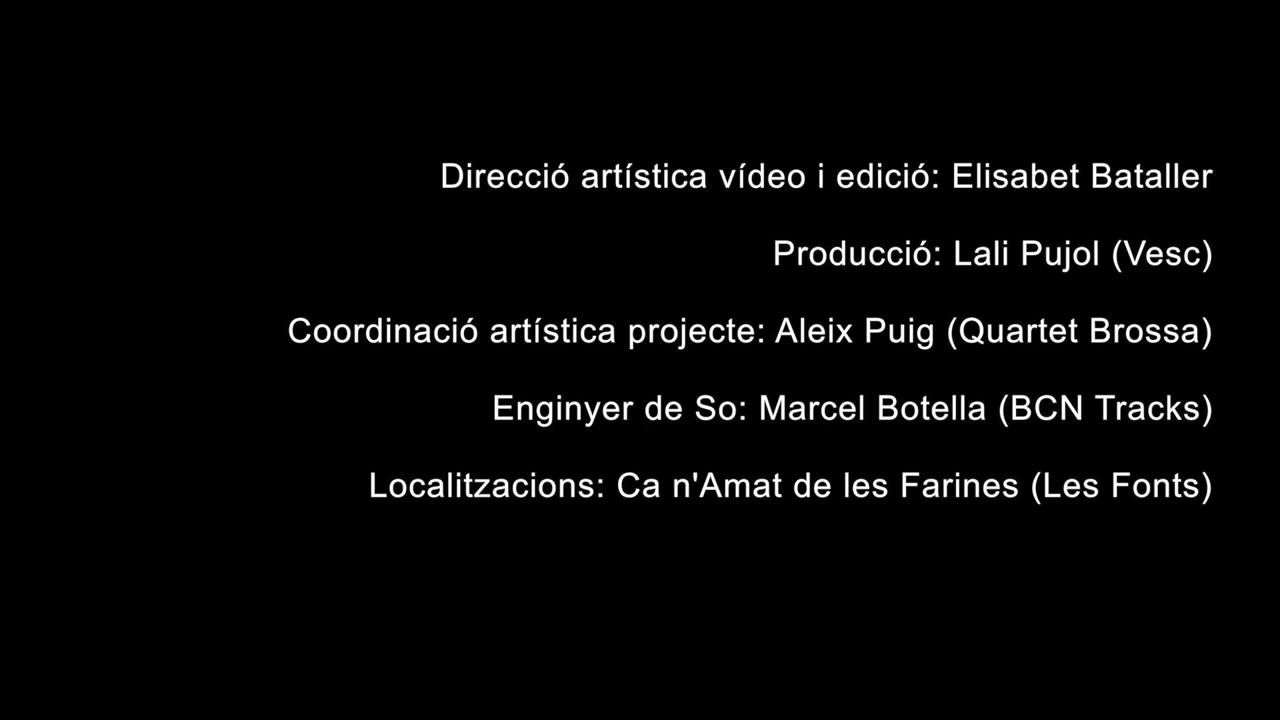 Direcció artística vídeo i edició: Elisabet Bataller
Producció: Lali Pujol (Vesc)
Coordinació artística projecte: Aleix Puig (Quartet Brossa)
Enginyer de So: Marcel Botella (BCN Tracks)
Localitzacions: Ca n'Amat de les Farines (Les Fonts)